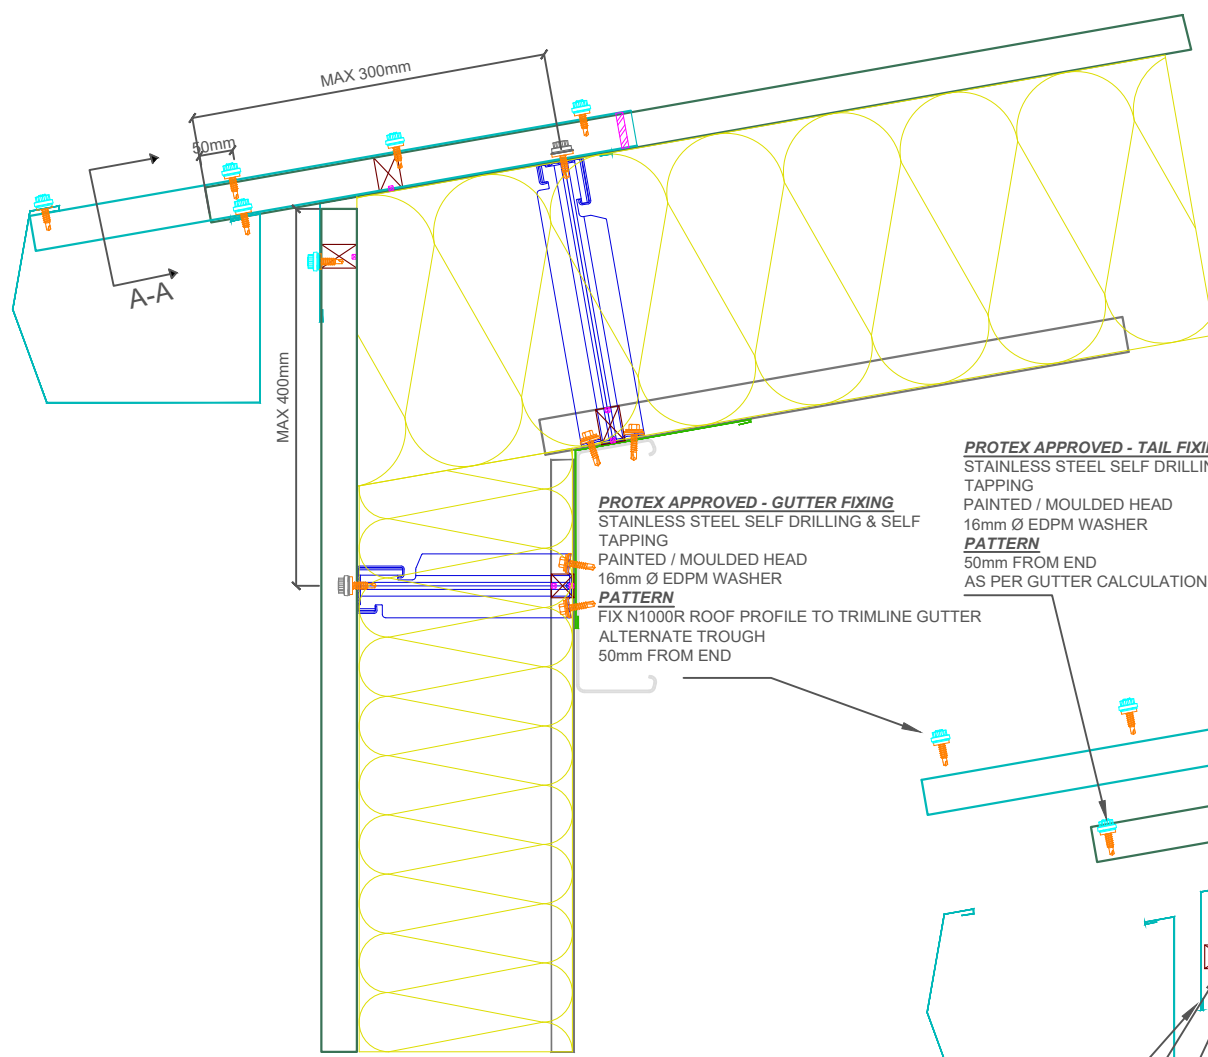 MAX 300mm
50mm
A-A
MAX 400mm
PROTEX APPROVED - GUTTER FIXING
STAINLESS STEEL SELF DRILLING & SELF
TAPPING
PAINTED / MOULDED HEAD
16mm Ø EDPM WASHER
PATTERN
FIX N1000R ROOF PROFILE TO TRIMLINE GUTTER
ALTERNATE TROUGH
50mm FROM END
PROTEX APPROVED - TAIL FIXI
STAINLESS STEEL SELF DRILLIN
TAPPING
PAINTED / MOULDED HEAD
16mm Ø EDPM WASHER
PATTERN
50mm FROM END
AS PER GUTTER CALCULATION